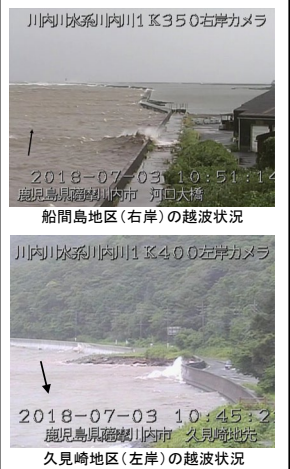 川内川水系川内川1K350右岸カメラ
2018-07-03 10:51:14
鹿児島県薩摩川内市 河口大橋
船間島地区(右岸)の越波状況
川内川水系川内川1K400左岸カメラ
2018-07-03 10:45:2
鹿児島県薩摩川内市 久見崎地先
久見崎地区(左岸)の越波状況